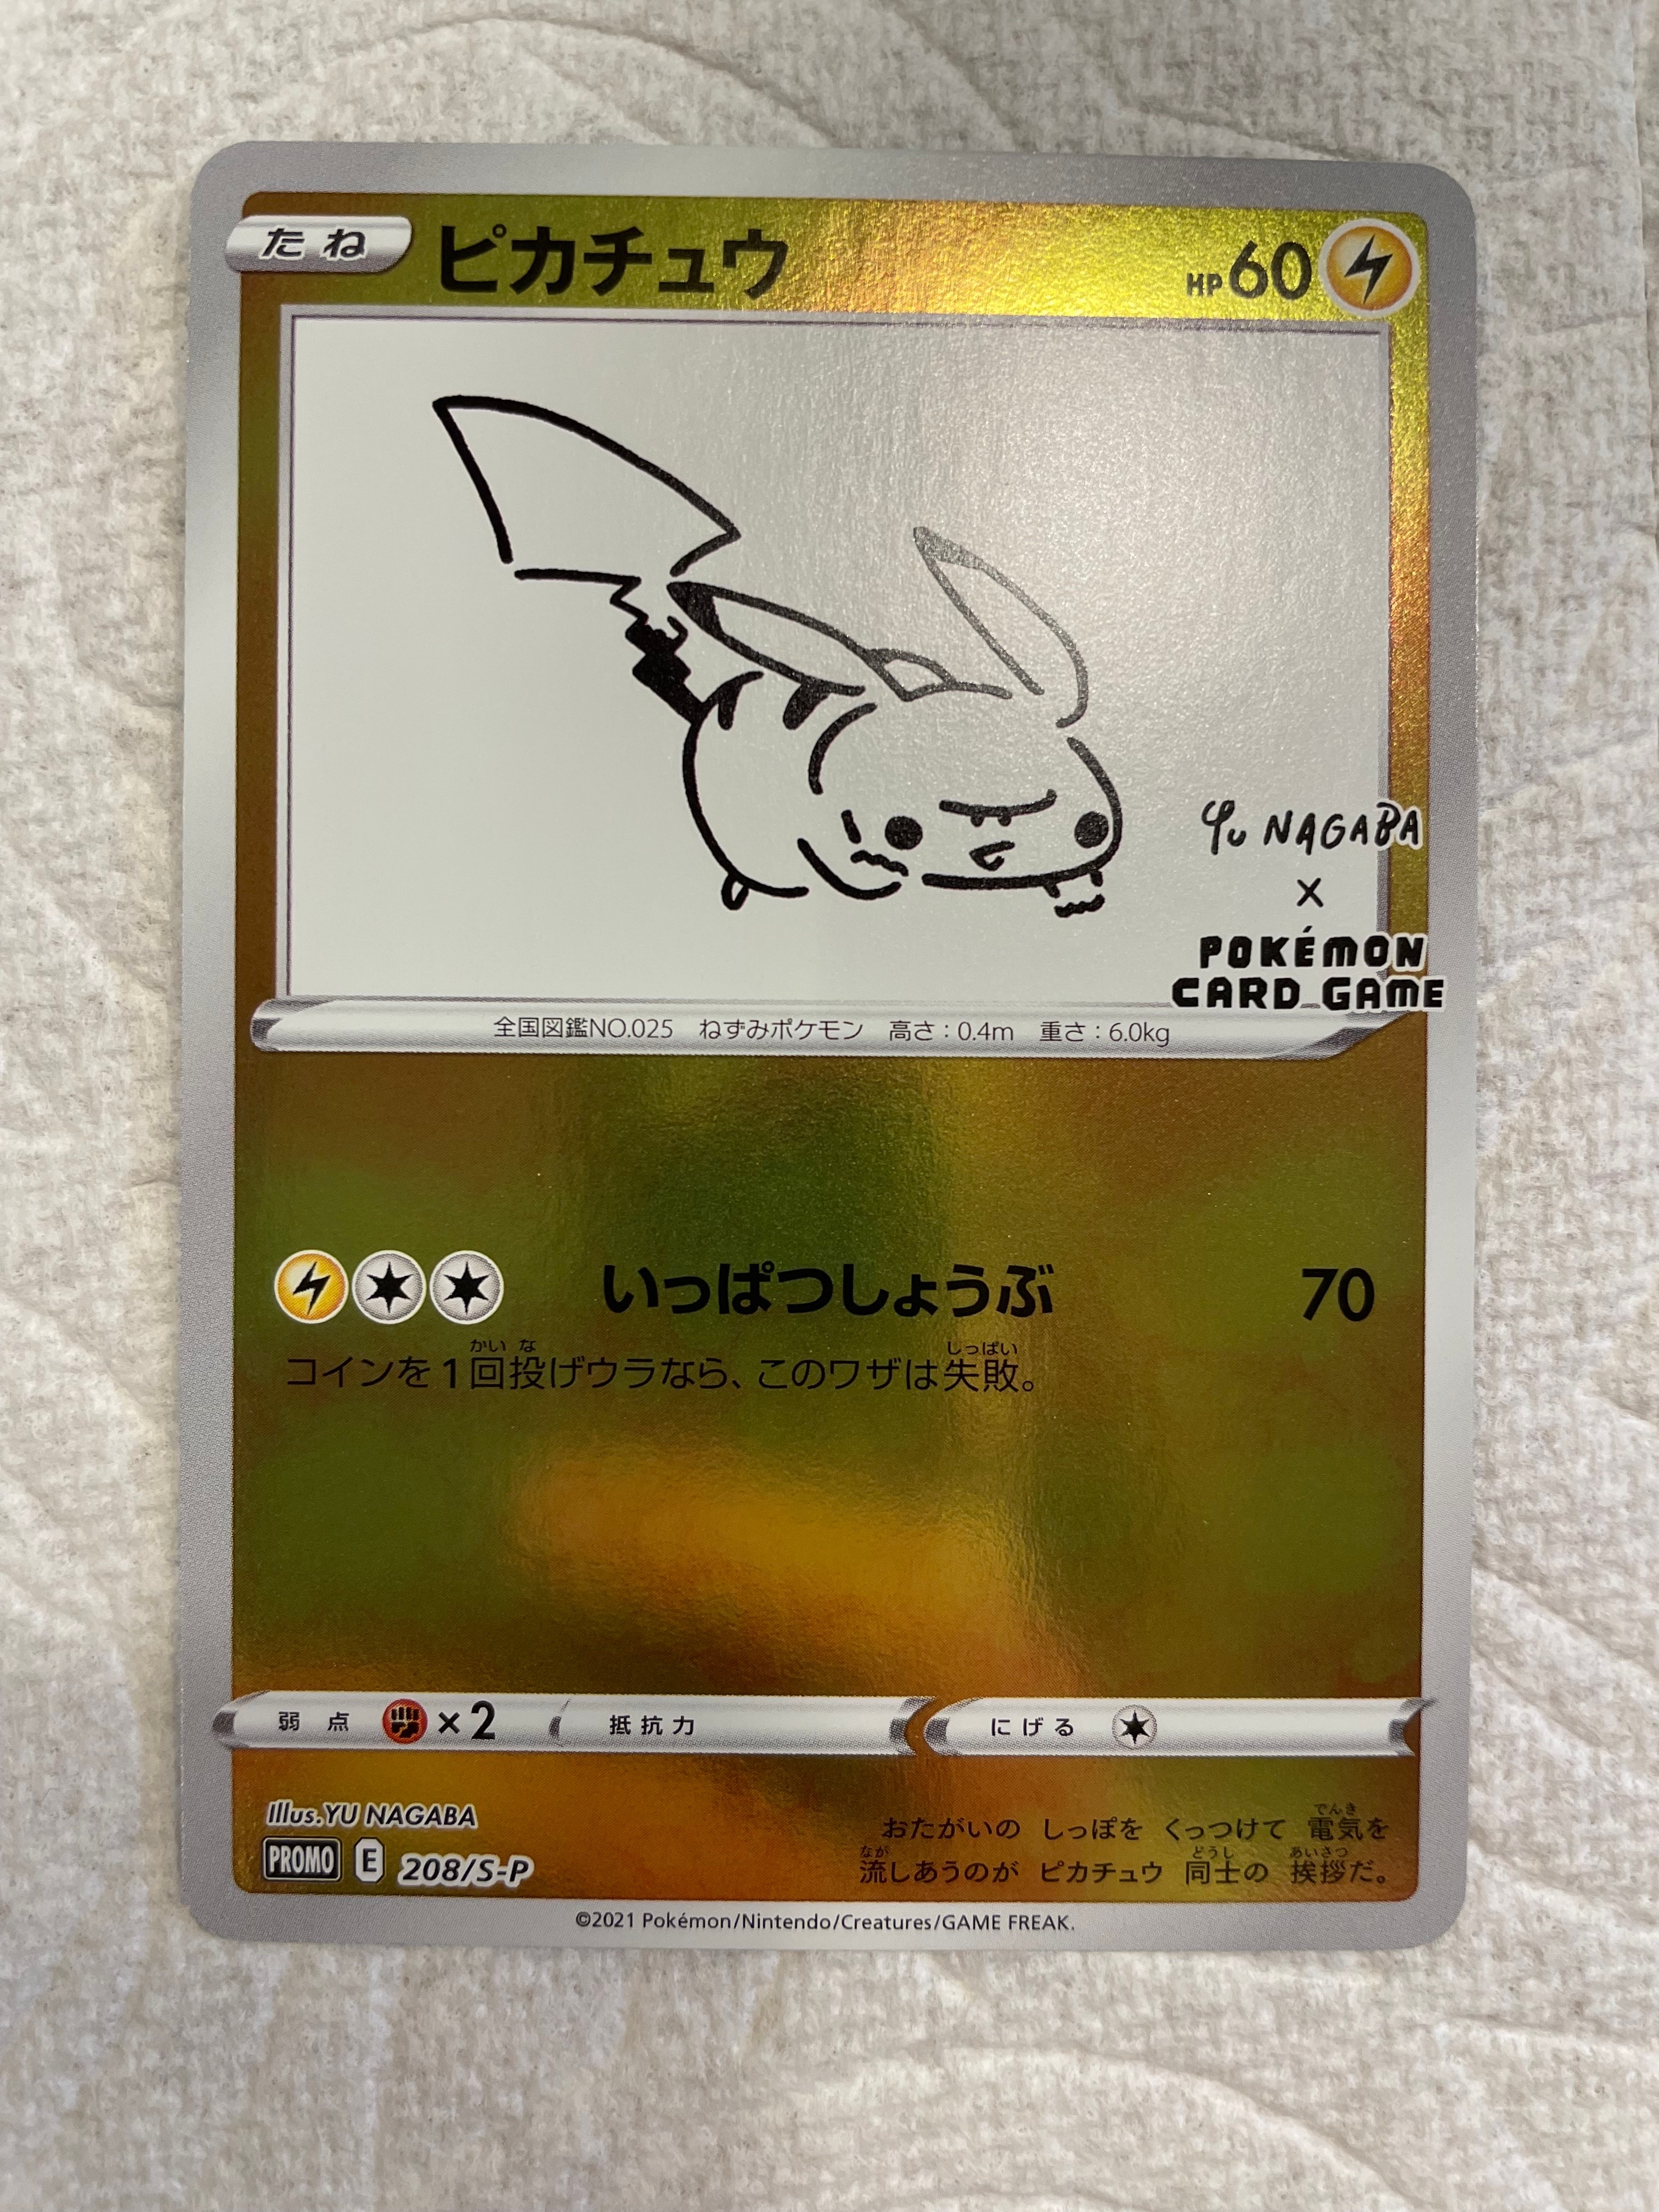 たね ピカチュウ HP60
Yu NAGABA
×
POKÉMON
CARD GAME
全国図鑑NO.025 ねずみポケモン 高さ:0.4m 重さ:6.0kg
いっぱつしょうぶ 70
かい な しっぱい
コインを1回投げウラなら、このワザは失敗。
弱点 ×2 抵抗力 にげる
Illus.YU NAGABA
PROMO E 208/S-P
でんき
おたがいの しっぽを くっつけて 電気を
なが どうし あいさつ
流しあうのが ピカチュウ 同士の 挨拶だ。
©2021 Pokémon/Nintendo/Creatures/GAME FREAK.